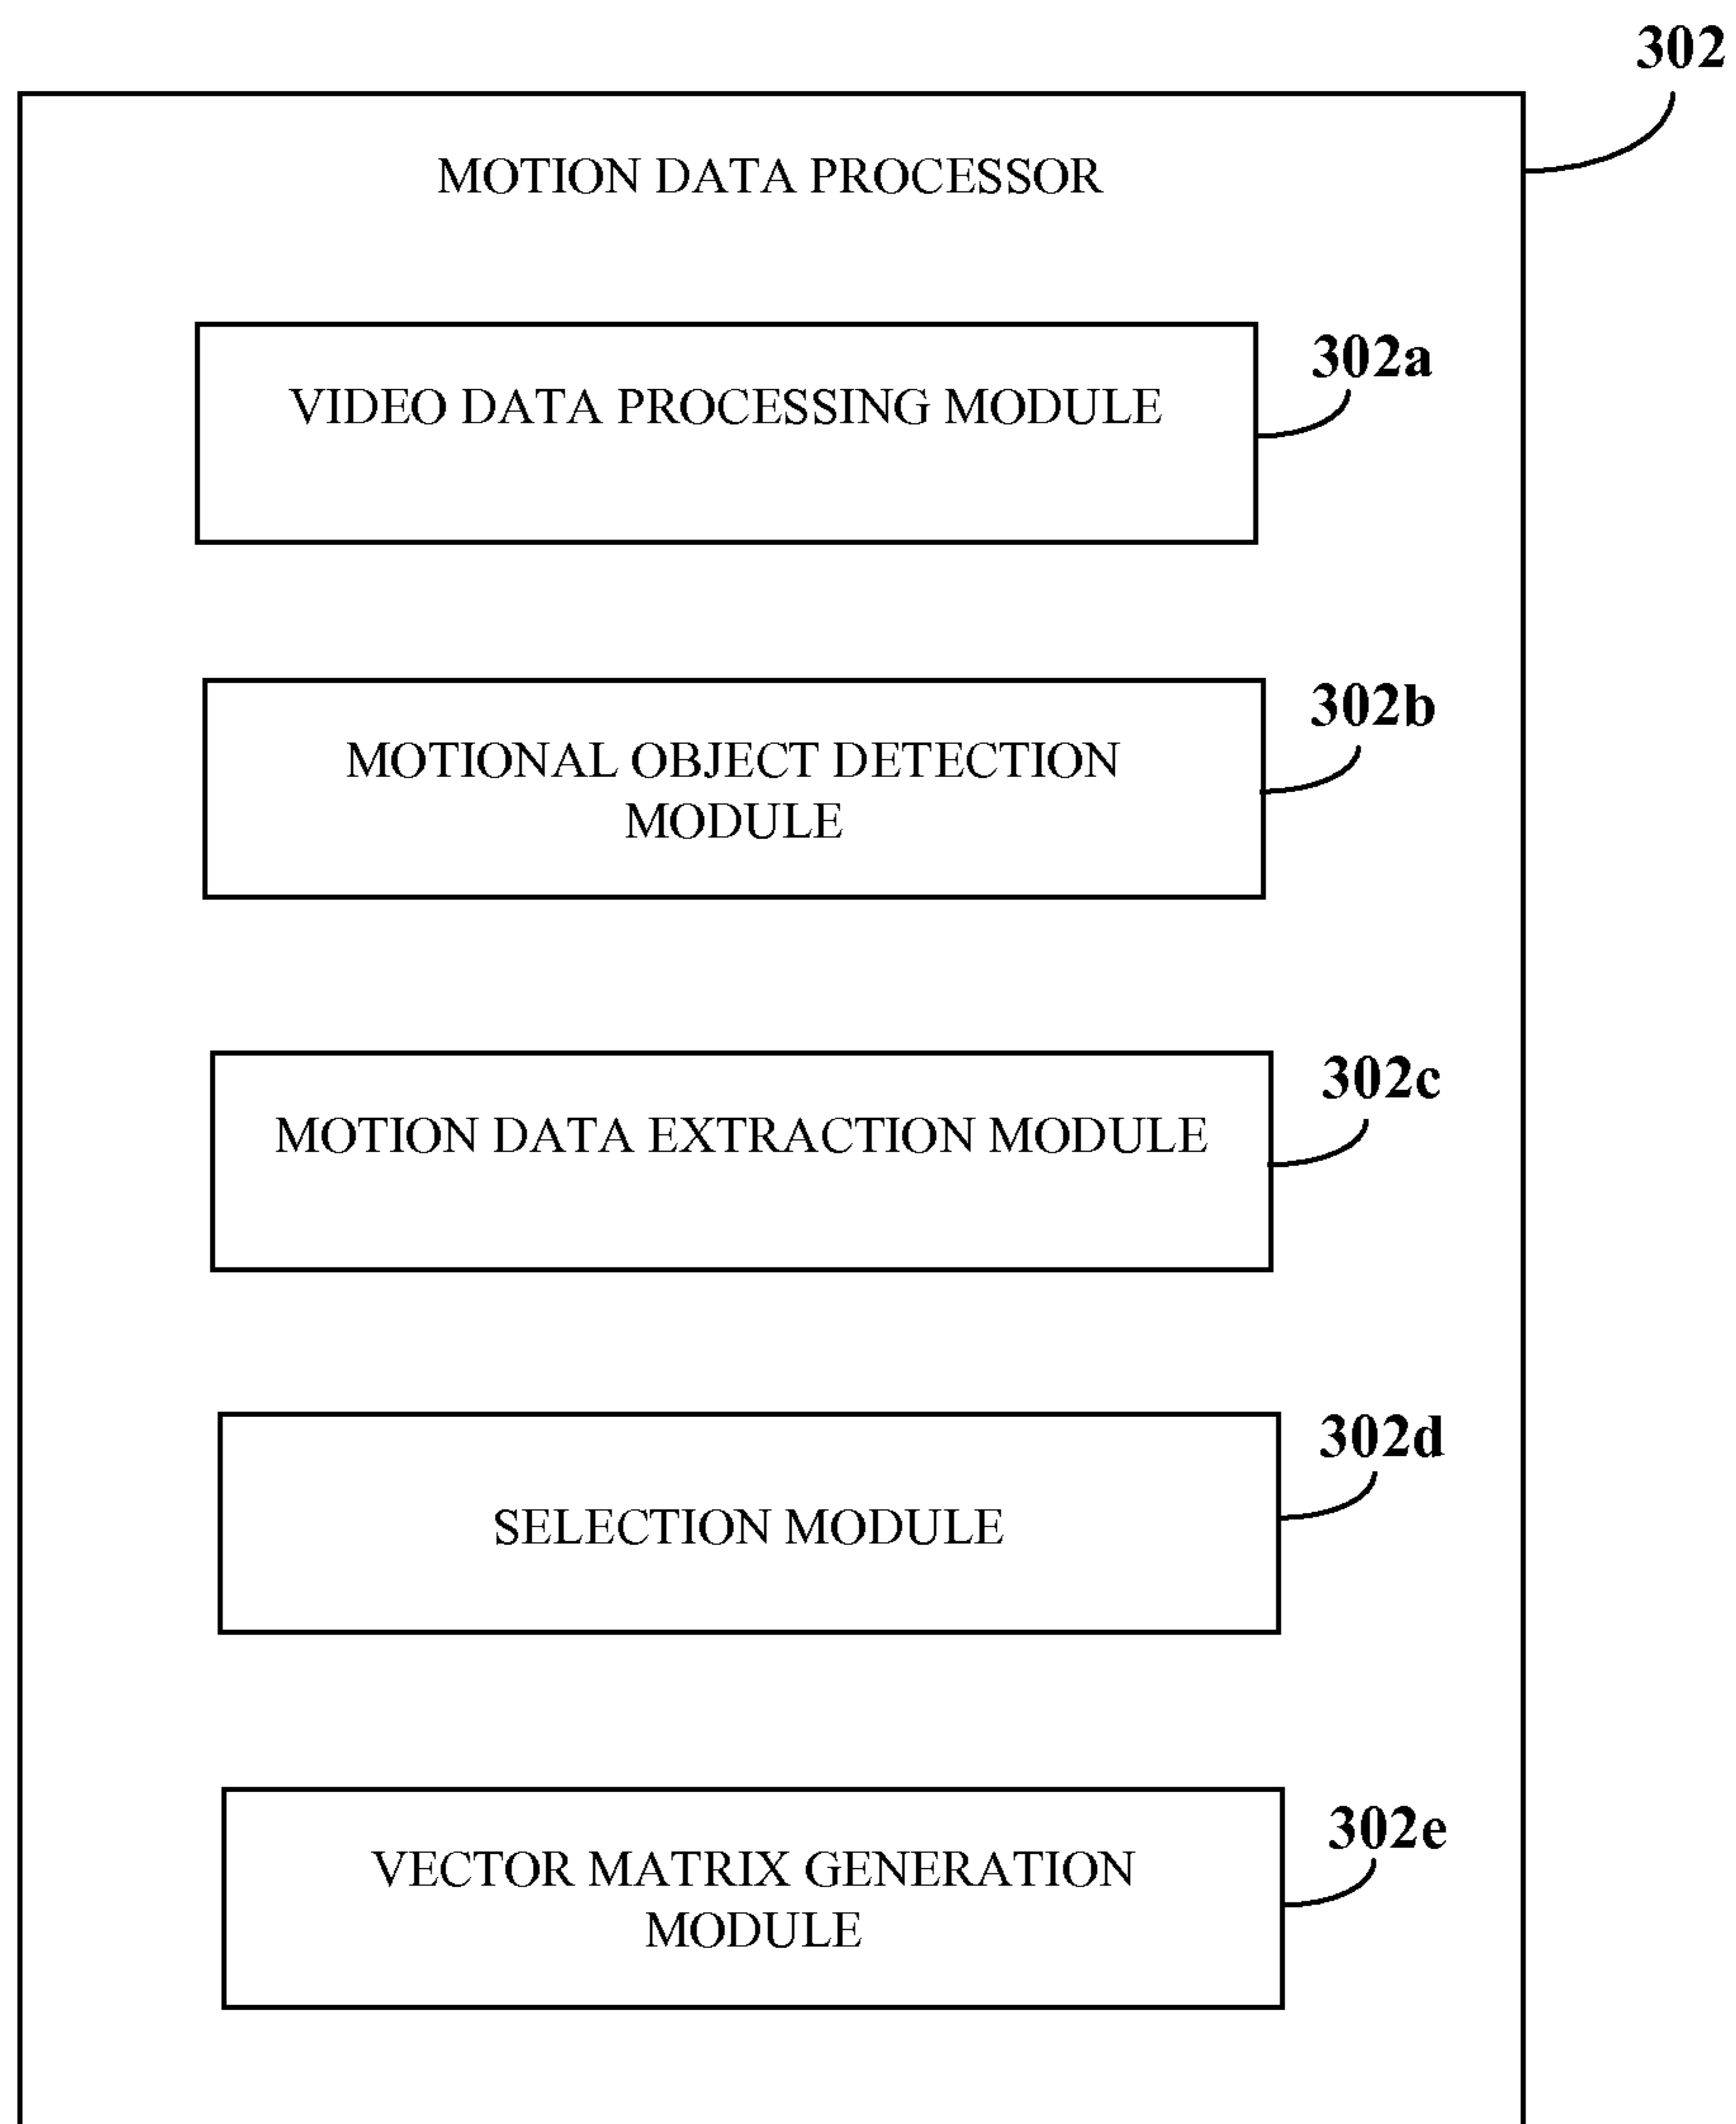 302
MOTION DATA PROCESSOR
302a
VIDEO DATA PROCESSING MODULE
302b
MOTIONAL OBJECT DETECTION
MODULE
302c
MOTION DATA EXTRACTION MODULE
302d
SELECTION MODULE
302e
VECTOR MATRIX GENERATION
MODULE